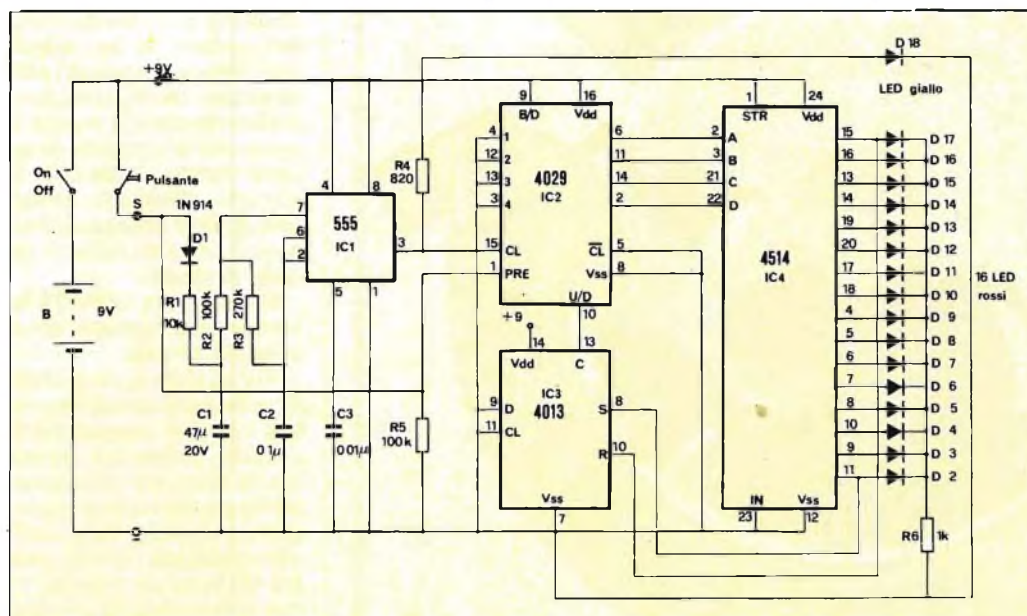 D 18
LED giallo
+9V
On
Off
Pulsante
S
1N914
D1
R1
10k
R2
100k
R3
270k
B
9V
C1
47µ
20V
C2
0.1µ
C3
0.01µ
4
8
7
6
2
3
5
1
555
IC1
R4
820
R5
100k
9
16
B/D
Vdd
4
1
12
2
13
3
3
4
15
CL
1
PRE
4029
IC2
6
11
14
2
CL
5
Vss
8
U/D
10
+9
14
13
Vdd
C
IC3
4013
9
D
11
CL
S
8
R
10
Vss
7
1
24
STR
Vdd
2
A
3
B
21
C
22
D
4514
IC4
IN
Vss
23
12
15
D 17
16
D 16
13
D 15
14
D 14
19
D 13
20
D 12
17
D 11
18
D 10
4
D 9
5
D 8
6
D 7
7
D 6
8
D 5
10
D 4
9
D 3
11
D 2
16 LED
rossi
R6
1k